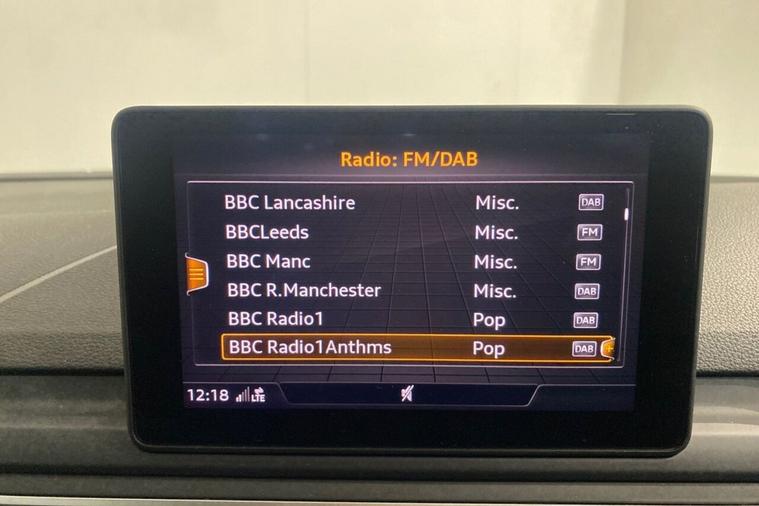 Radio: FM/DAB
BBC Lancashire Misc. DAB
BBCLeeds Misc. FM
BBC Manc Misc. FM
BBC R.Manchester Misc. DAB
BBC Radio1 Pop DAB
BBC Radio1Anthms Pop DAB
12:18 LTE